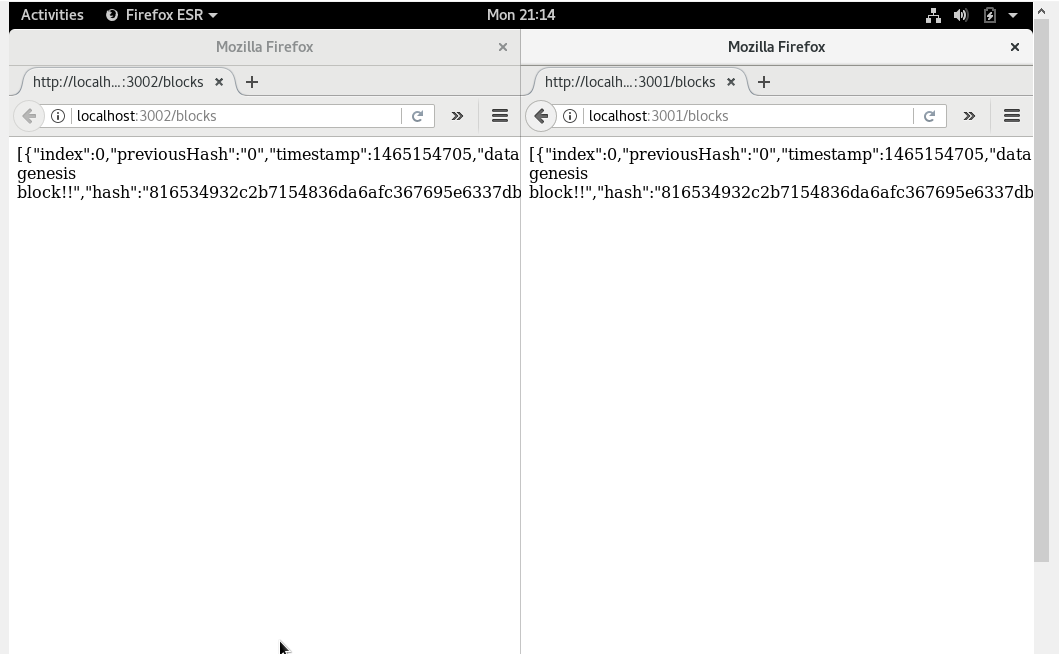 Activities Firefox ESR Mon 21:14
Mozilla Firefox
http://localh...:3002/blocks
localhost:3002/blocks
[{"index":0,"previousHash":"0","timestamp":1465154705,"data
genesis
block!!","hash":"816534932c2b7154836da6afc367695e6337db
Mozilla Firefox
http://localh...:3001/blocks
localhost:3001/blocks
[{"index":0,"previousHash":"0","timestamp":1465154705,"data
genesis
block!!","hash":"816534932c2b7154836da6afc367695e6337db